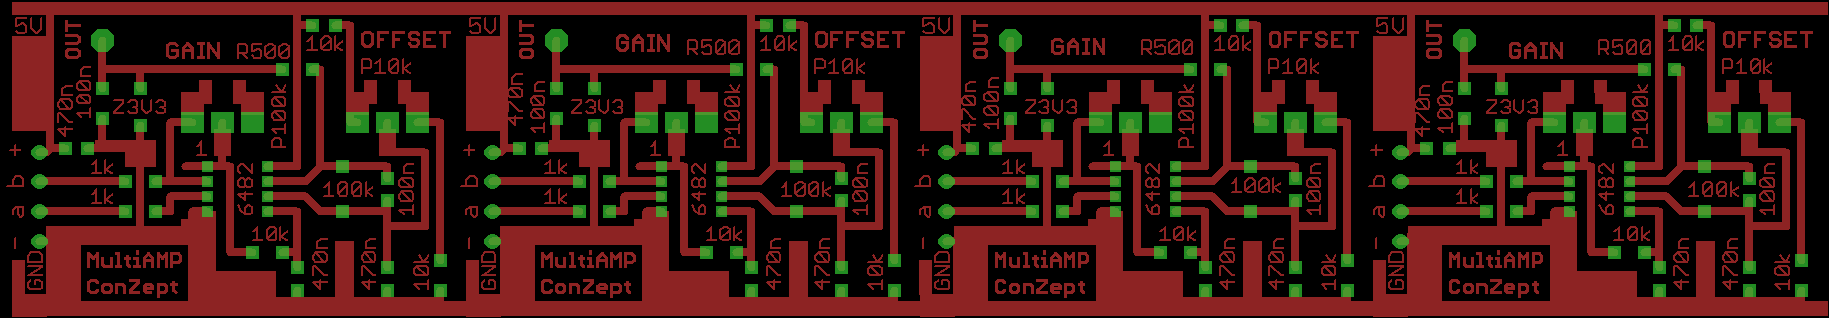 5V
OUT
GAIN
R500
10k
OFFSET
P10k
470n
100n
Z3V3
P100k
+
1
1k
b
6482
100k
100n
1k
a
10k
-
GND
MultiAMP
ConZept
470n
470n
10k
5V
OUT
GAIN
R500
10k
OFFSET
P10k
470n
100n
Z3V3
P100k
+
1
1k
b
6482
100k
100n
1k
a
10k
-
GND
MultiAMP
ConZept
470n
470n
10k
5V
OUT
GAIN
R500
10k
OFFSET
P10k
470n
100n
Z3V3
P100k
+
1
1k
b
6482
100k
100n
1k
a
10k
-
GND
MultiAMP
ConZept
470n
470n
10k
5V
OUT
GAIN
R500
10k
OFFSET
P10k
470n
100n
Z3V3
P100k
+
1
1k
b
6482
100k
100n
1k
a
10k
-
GND
MultiAMP
ConZept
470n
470n
10k